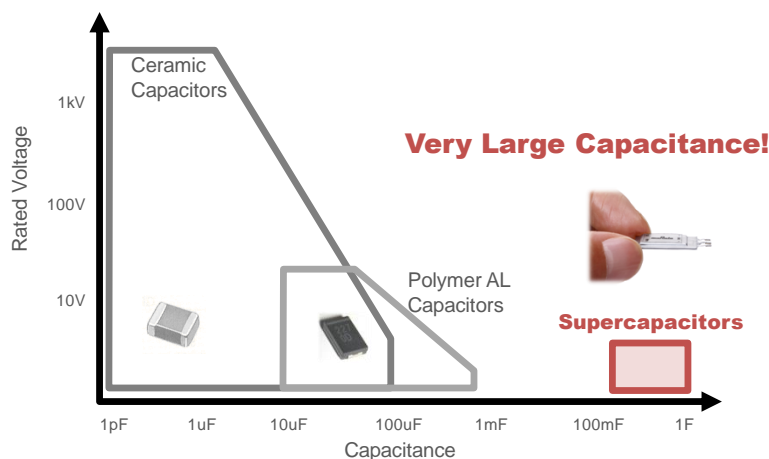 Ceramic
Capacitors
1kV
Very Large Capacitance!
Rated Voltage
100V
Polymer AL
Capacitors
10V
Supercapacitors
1pF
1uF
10uF
100uF
1mF
100mF
1F
Capacitance